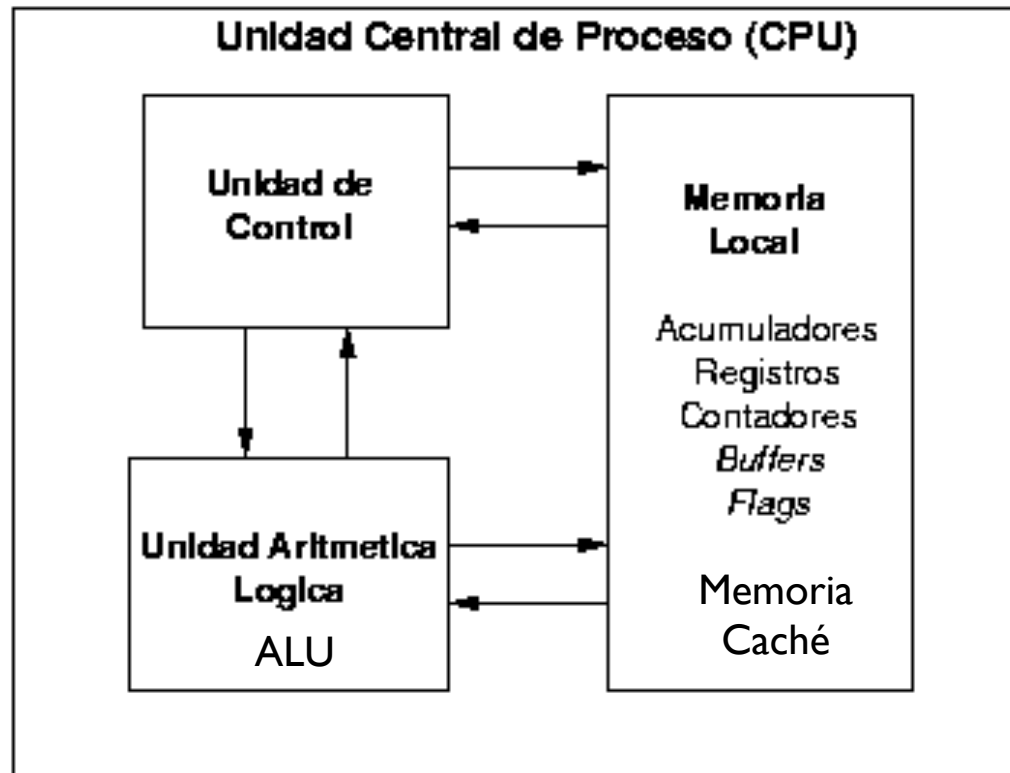 Unidad Central de Proceso (CPU)
Unidad de
Control
Memoria
Local
Acumuladores
Registros
Contadores
Buffers
Flags
Unidad Aritmetica
Logica
ALU
Memoria
Caché